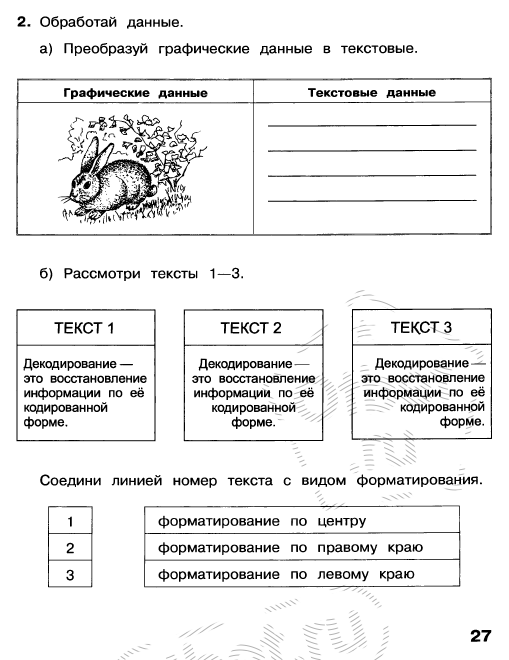 2. Обработай данные.
а) Преобразуй графические данные в текстовые.
Графические данные
Текстовые данные
б) Рассмотри тексты 1—3.
ТЕКСТ 1
Декодирование —
это восстановление
информации по её
кодированной
форме.
ТЕКСТ 2
Декодирование —
это восстановление
информации по её
кодированной
форме.
ТЕКСТ 3
Декодирование —
это восстановление
информации по её
кодированной
форме.
Соедини линией номер текста с видом форматирования.
1 форматирование по центру
2 форматирование по правому краю
3 форматирование по левому краю
27